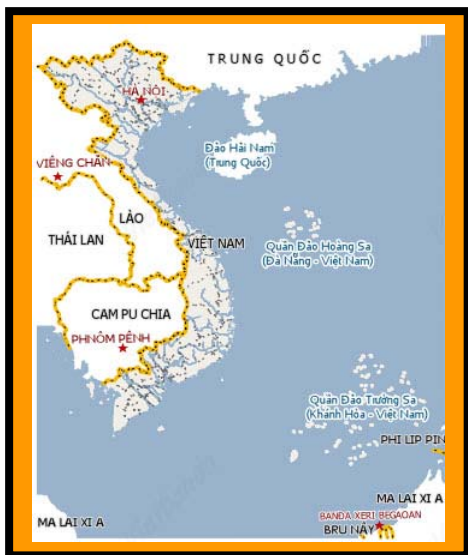 TRUNG QUỐC
HÀ NỘI
Đảo Hải Nam
(Trung Quốc)
VIÊNG CHĂN
LÀO
THÁI LAN
VIỆT NAM
Quần Đảo Hoàng Sa
(Đà Nẵng - Việt Nam)
CAM PU CHIA
PHNÔM PÊNH
Quần Đảo Trường Sa
(Khánh Hòa - Việt Nam)
PHI LIP PIN
MA LAI XI A
BANDA XERI BEGAOAN
MA LAI XI A
BRU NÂY